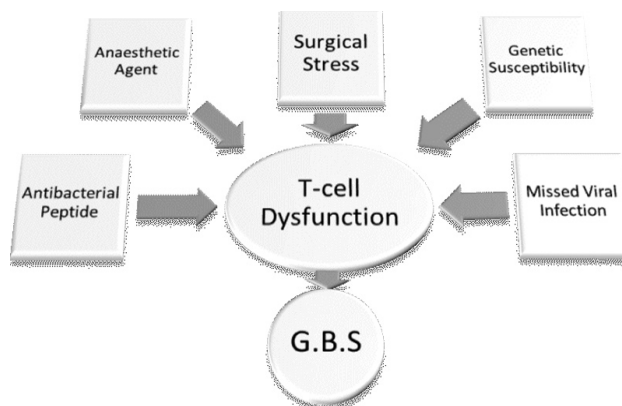 Anaesthetic
Agent
Surgical
Stress
Genetic
Susceptibility
Antibacterial
Peptide
T-cell
Dysfunction
Missed Viral
Infection
G.B.S